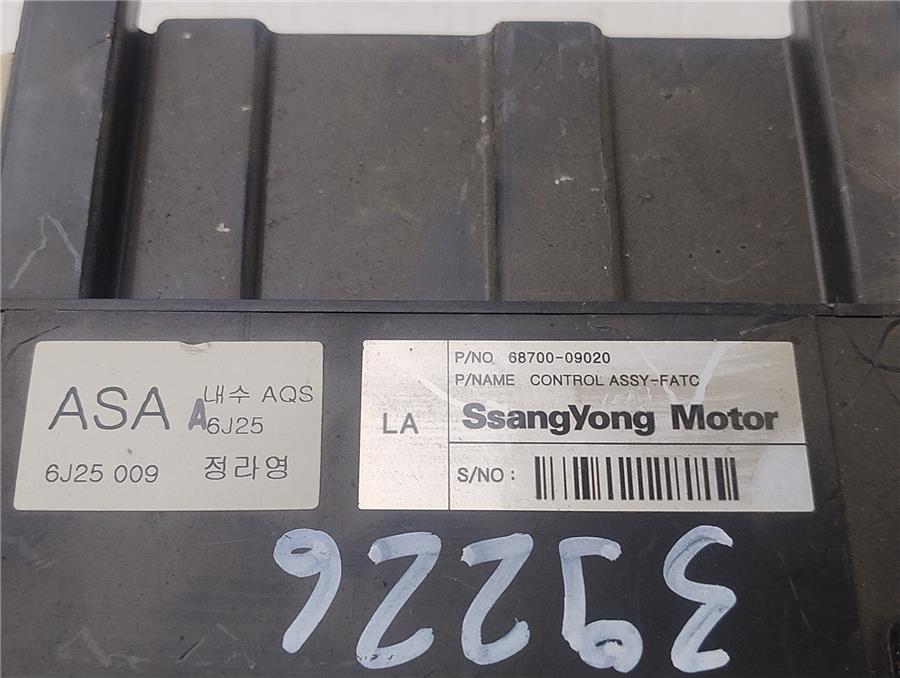 ASA 내수 AQS
A 6J25
6J25 009 정라영
LA
P/NO 68700-09020
P/NAME CONTROL ASSY-FATC
SsangYong Motor
S/NO :
39226